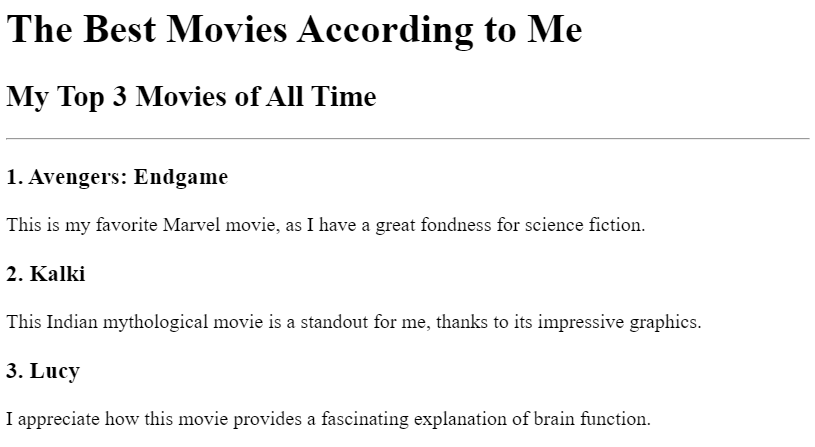 The Best Movies According to Me
My Top 3 Movies of All Time
1. Avengers: Endgame
This is my favorite Marvel movie, as I have a great fondness for science fiction.
2. Kalki
This Indian mythological movie is a standout for me, thanks to its impressive graphics.
3. Lucy
I appreciate how this movie provides a fascinating explanation of brain function.